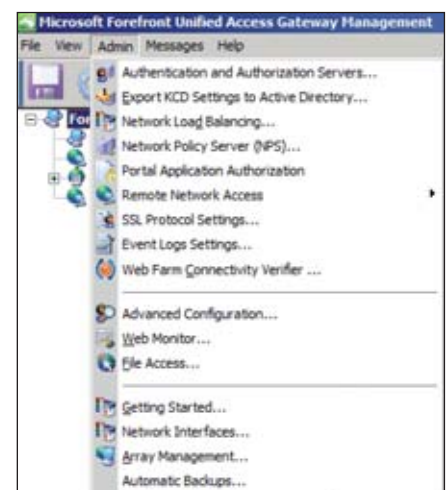 Microsoft Forefront Unified Access Gateway Management
File View Admin Messages Help
Authentication and Authorization Servers...
Export KCD Settings to Active Directory...
For
Network Load Balancing...
Network Policy Server (NPS)...
Portal Application Authorization
Remote Network Access
SSL Protocol Settings...
Event Logs Settings...
Web Farm Connectivity Verifier ...
Advanced Configuration...
Web Monitor...
File Access...
Getting Started...
Network Interfaces...
Array Management...
Automatic Backups...